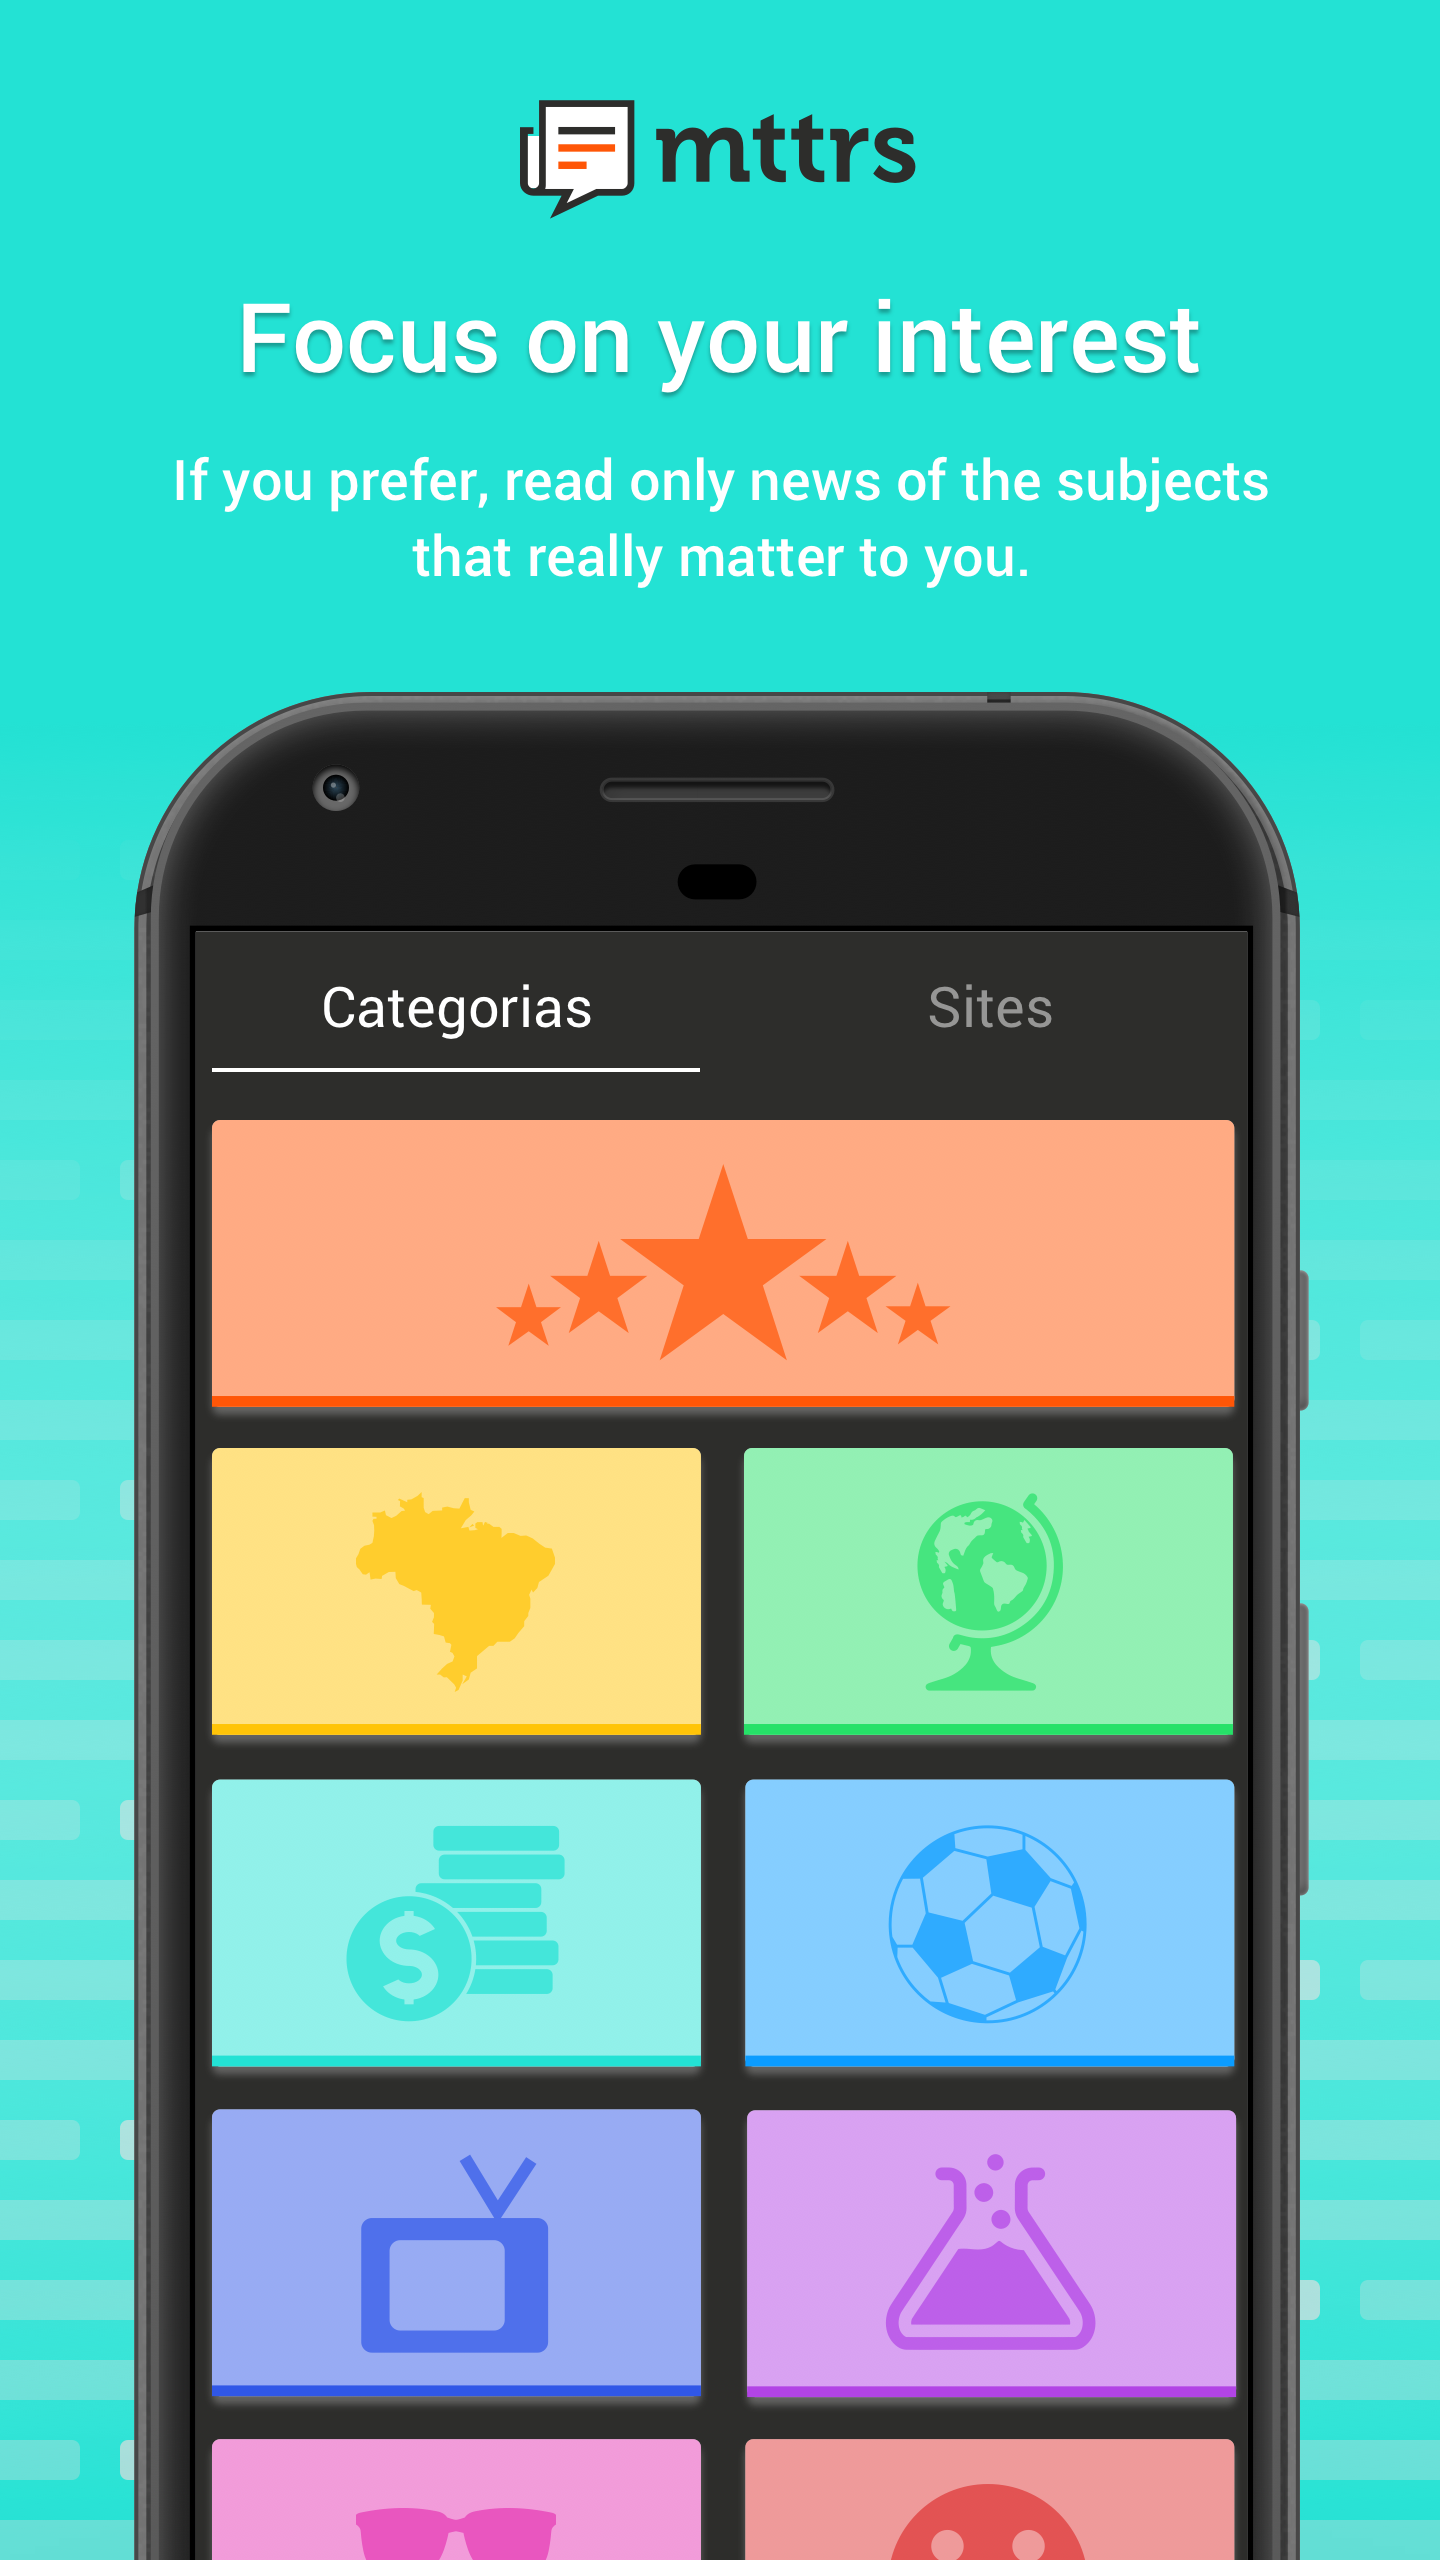 mttrs
Focus on your interest
If you prefer, read only news of the subjects
that really matter to you.
Categorias
Sites
$